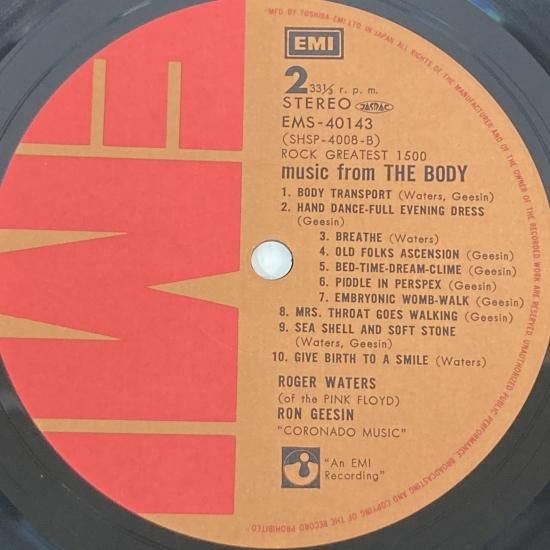 MFD BY TOSHIBA-EMI LTD IN JAPAN ALL RIGHTS OF THE MANUFACTURER AND OF THE OWNER OF THE RECORDED WORK ARE RESERVED. UNAUTHORIZED PUBLIC PERFORMANCE, BROADCASTING AND COPYING OF THE RECORD PROHIBITED.
EMI
2 33⅓ r. p. m.
STEREO JASRAC
EMS-40143
(SHSP-4008-B)
ROCK GREATEST 1500
music from THE BODY
1. BODY TRANSPORT (Waters, Geesin)
2. HAND DANCE-FULL EVENING DRESS
(Geesin)
3. BREATHE (Waters)
4. OLD FOLKS ASCENSION (Geesin)
5. BED-TIME-DREAM-CLIME (Geesin)
6. PIDDLE IN PERSPEX (Geesin)
7. EMBRYONIC WOMB-WALK (Geesin)
8. MRS. THROAT GOES WALKING (Geesin)
9. SEA SHELL AND SOFT STONE
(Waters, Geesin)
10. GIVE BIRTH TO A SMILE (Waters)
ROGER WATERS
(of the PINK FLOYD)
RON GEESIN
"CORONADO MUSIC"
"An EMI
Recording"
EMI